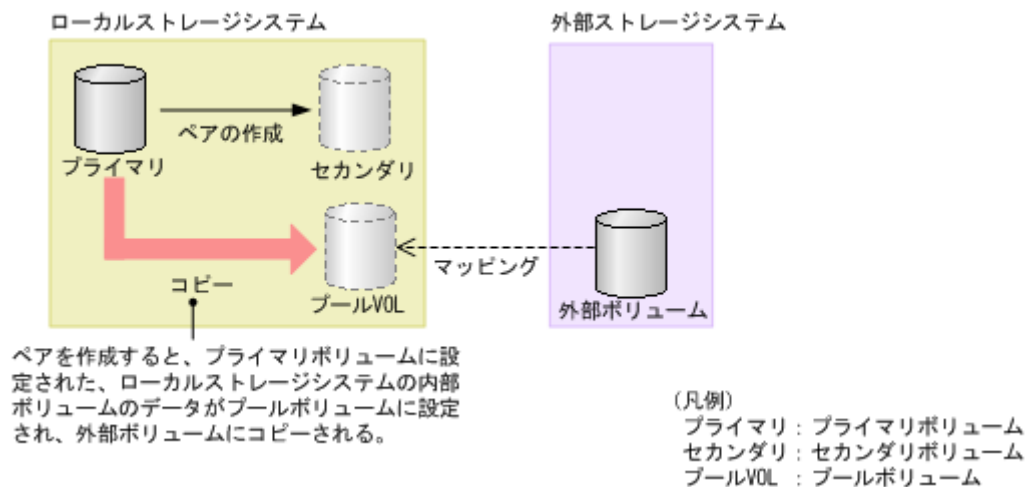 ローカルストレージシステム
外部ストレージシステム
ペアの作成
プライマリ
セカンダリ
マッピング
コピー
プールVOL
外部ボリューム
ペアを作成すると、プライマリボリュームに設
定された、ローカルストレージシステムの内部
ボリュームのデータがプールボリュームに設定
され、外部ボリュームにコピーされる。
(凡例)
プライマリ : プライマリボリューム
セカンダリ : セカンダリボリューム
プールVOL : プールボリューム